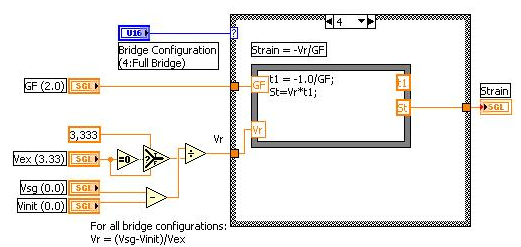 4
U16
?
Bridge Configuration
(4:Full Bridge)
Strain = -Vr/GF
t1 = -1.0/GF;
St=Vr*t1;
GF (2.0)
SGL
GF
t1
St
Strain
SGL
3,333
Vr
Vr
Vex (3.33)
SGL
=0
?
÷
Vsg (0.0)
SGL
-
Vinit (0.0)
SGL
For all bridge configurations:
Vr = (Vsg-Vinit)/Vex